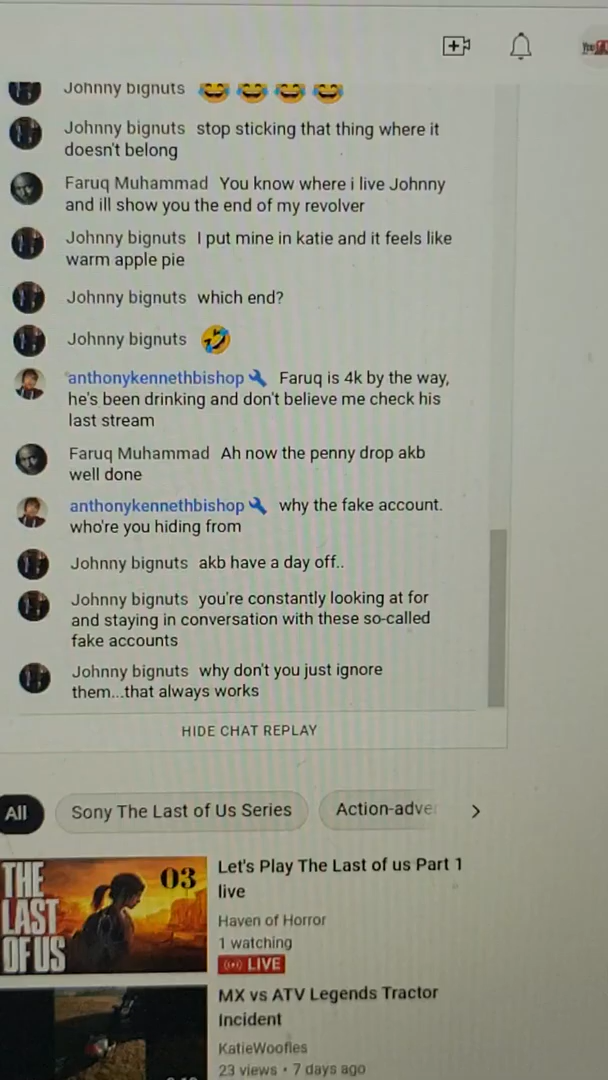 Johnny bignuts 😂😂😂😂
Johnny bignuts stop sticking that thing where it
doesn't belong
Faruq Muhammad You know where i live Johnny
and ill show you the end of my revolver
Johnny bignuts I put mine in katie and it feels like
warm apple pie
Johnny bignuts which end?
Johnny bignuts 🤣
anthonykennethbishop Faruq is 4k by the way,
he's been drinking and don't believe me check his
last stream
Faruq Muhammad Ah now the penny drop akb
well done
anthonykennethbishop why the fake account.
who're you hiding from
Johnny bignuts akb have a day off..
Johnny bignuts you're constantly looking at for
and staying in conversation with these so-called
fake accounts
Johnny bignuts why don't you just ignore
them...that always works
HIDE CHAT REPLAY
All Sony The Last of Us Series Action-adve
THE
LAST
OF US
03
Let's Play The Last of us Part 1
live
Haven of Horror
1 watching
LIVE
MX vs ATV Legends Tractor
Incident
KatieWoofles
23 views • 7 days ago